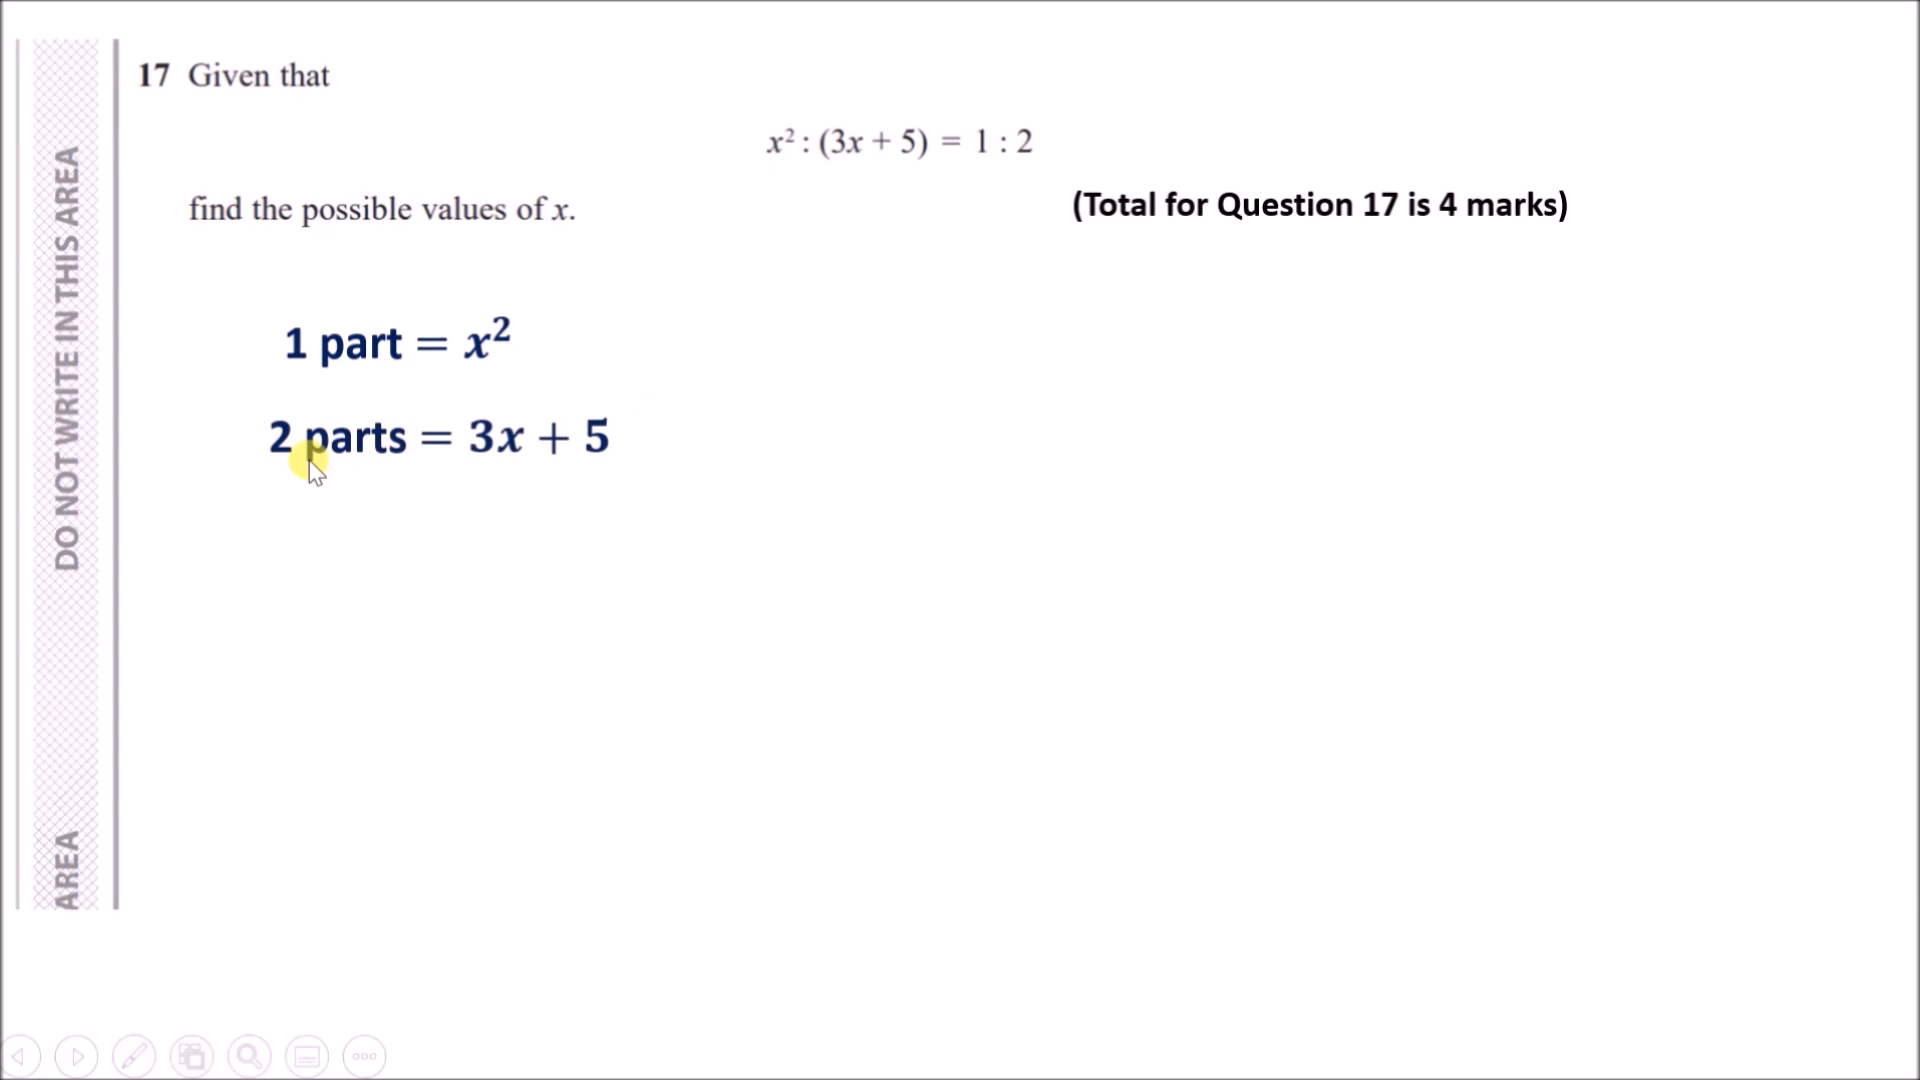 17 Given that
x² : (3x + 5) = 1 : 2
find the possible values of x.
(Total for Question 17 is 4 marks)
1 part = x²
2 parts = 3x + 5
DO NOT WRITE IN THIS AREA
AREA